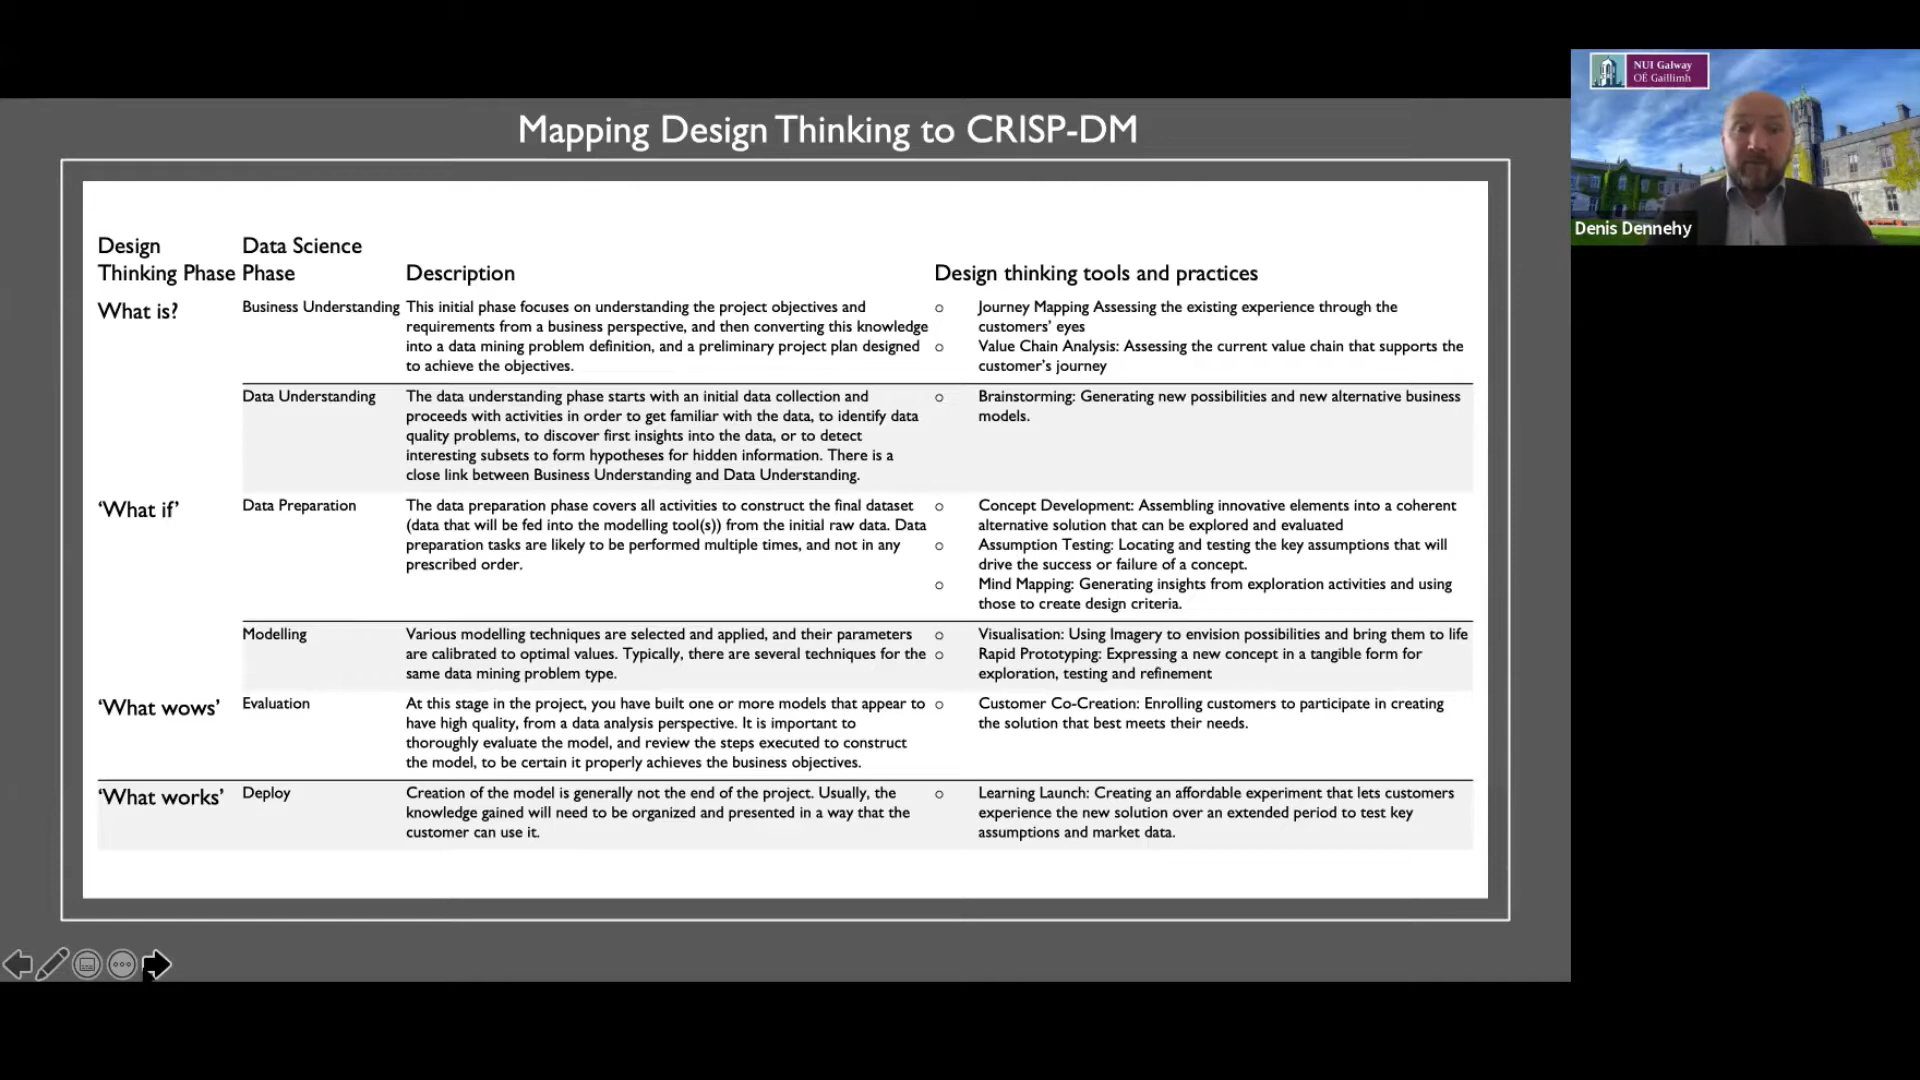 Mapping Design Thinking to CRISP-DM
NUI Galway
OÉ Gaillimh
Denis Dennehy
Design
Thinking Phase
Data Science
Phase
Description
Design thinking tools and practices
What is?
Business Understanding
This initial phase focuses on understanding the project objectives and
requirements from a business perspective, and then converting this knowledge
into a data mining problem definition, and a preliminary project plan designed
to achieve the objectives.
Journey Mapping Assessing the existing experience through the
customers’ eyes
Value Chain Analysis: Assessing the current value chain that supports the
customer’s journey
Data Understanding
The data understanding phase starts with an initial data collection and
proceeds with activities in order to get familiar with the data, to identify data
quality problems, to discover first insights into the data, or to detect
interesting subsets to form hypotheses for hidden information. There is a
close link between Business Understanding and Data Understanding.
Brainstorming: Generating new possibilities and new alternative business
models.
‘What if’
Data Preparation
The data preparation phase covers all activities to construct the final dataset
(data that will be fed into the modelling tool(s)) from the initial raw data. Data
preparation tasks are likely to be performed multiple times, and not in any
prescribed order.
Concept Development: Assembling innovative elements into a coherent
alternative solution that can be explored and evaluated
Assumption Testing: Locating and testing the key assumptions that will
drive the success or failure of a concept.
Mind Mapping: Generating insights from exploration activities and using
those to create design criteria.
Modelling
Various modelling techniques are selected and applied, and their parameters
are calibrated to optimal values. Typically, there are several techniques for the
same data mining problem type.
Visualisation: Using Imagery to envision possibilities and bring them to life
Rapid Prototyping: Expressing a new concept in a tangible form for
exploration, testing and refinement
‘What wows’
Evaluation
At this stage in the project, you have built one or more models that appear to
have high quality, from a data analysis perspective. It is important to
thoroughly evaluate the model, and review the steps executed to construct
the model, to be certain it properly achieves the business objectives.
Customer Co-Creation: Enrolling customers to participate in creating
the solution that best meets their needs.
‘What works’
Deploy
Creation of the model is generally not the end of the project. Usually, the
knowledge gained will need to be organized and presented in a way that the
customer can use it.
Learning Launch: Creating an affordable experiment that lets customers
experience the new solution over an extended period to test key
assumptions and market data.